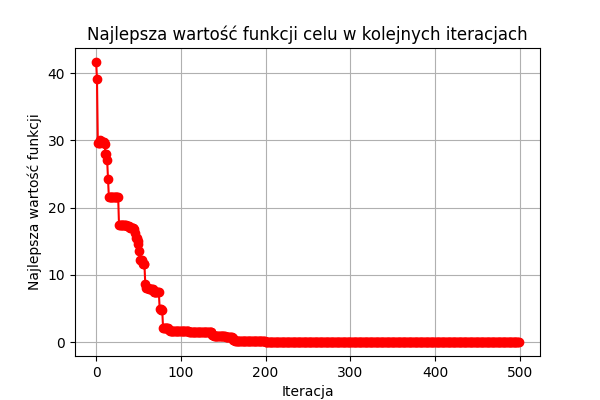 Najlepsza wartość funkcji celu w kolejnych iteracjach
Najlepsza wartość funkcji
40
30
20
10
0
0 100 200 300 400 500
Iteracja